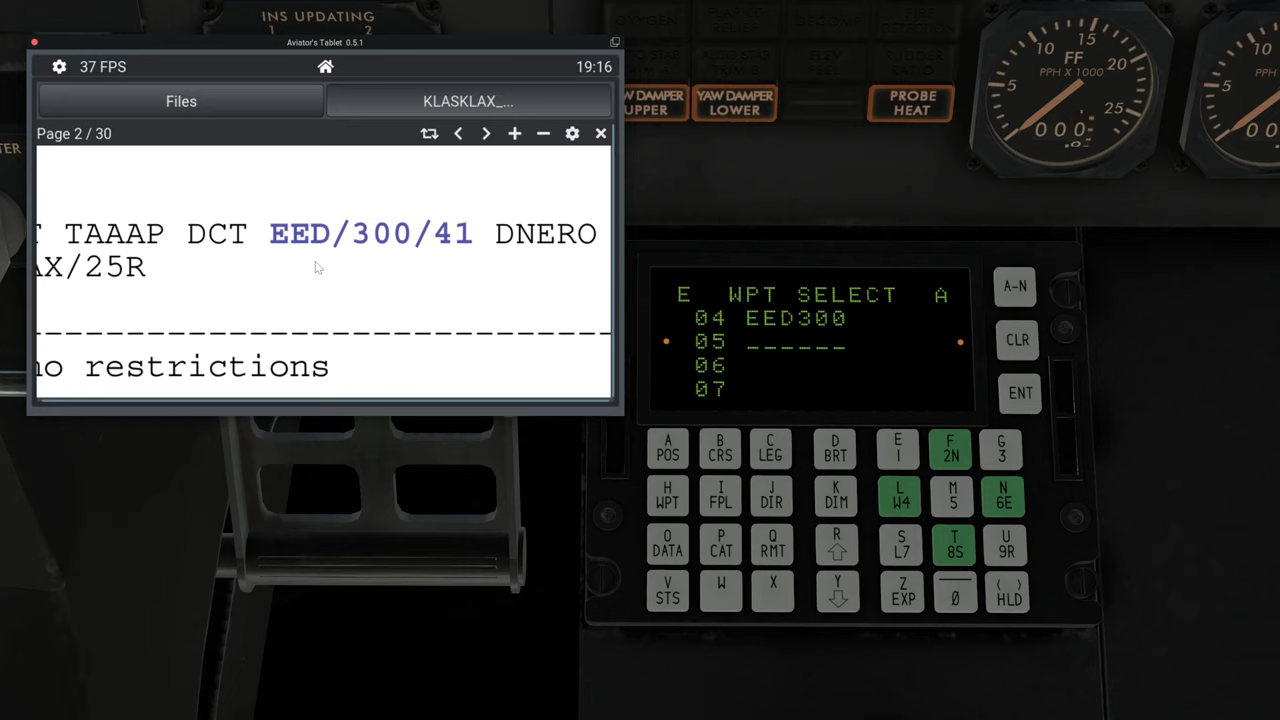 INS UPDATING
1 2
Aviator's Tablet 0.5.1
37 FPS
19:16
Files
KLASKLAX_...
Page 2 / 30
TAAAP DCT EED/300/41 DNERO
AX/25R
no restrictions
YAW DAMPER UPPER
YAW DAMPER LOWER
PROBE HEAT
FF
PPH X 1000
5 10 15 20 25
000
5
E WPT SELECT A
04 EED300
05 ______
06
07
A-N
CLR
ENT
A POS
B CRS
C LEG
D BRT
E 1
F 2N
G 3
H WPT
I FPL
J DIR
K DIM
L W4
M 5
N 6E
O DATA
P CAT
Q RMT
R
S L7
T 8S
U 9R
V STS
W
X
Y
Z EXP
0
( ) HLD